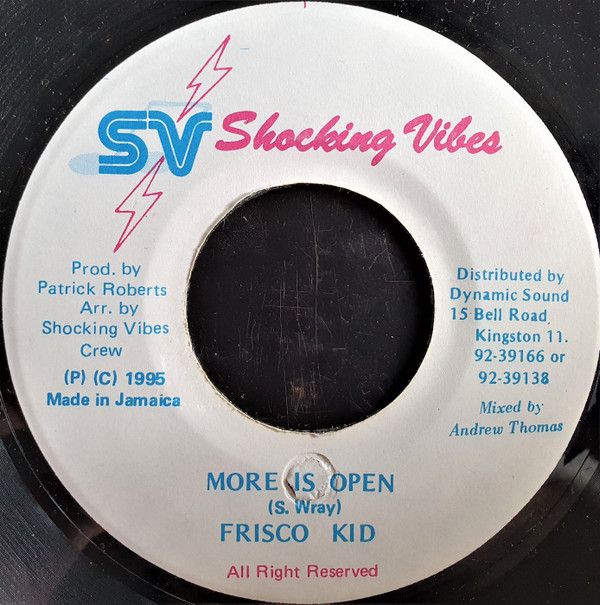 SV Shocking Vibes
Prod. by
Patrick Roberts
Arr. by
Shocking Vibes
Crew
(P) (C) 1995
Made in Jamaica
Distributed by
Dynamic Sound
15 Bell Road,
Kingston 11.
92-39166 or
92-39138
Mixed by
Andrew Thomas
MORE IS OPEN
(S. Wray)
FRISCO KID
All Right Reserved